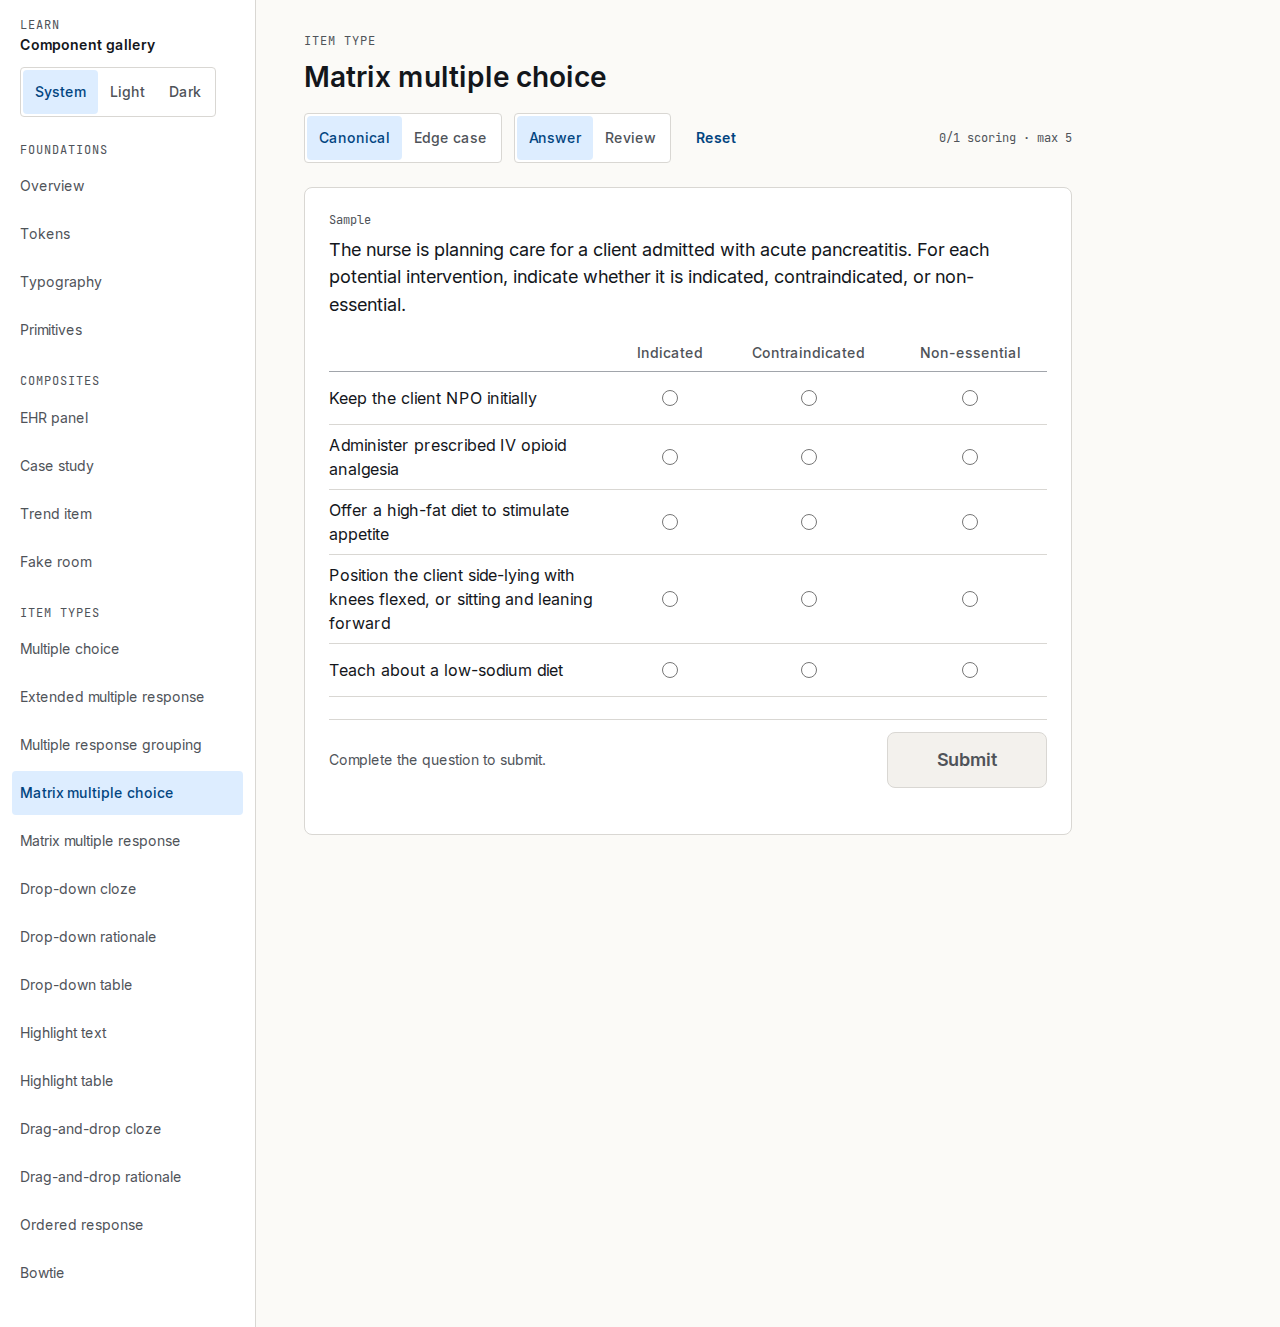 LEARN
Component gallery
System Light Dark
FOUNDATIONS
Overview
Tokens
Typography
Primitives
COMPOSITES
EHR panel
Case study
Trend item
Fake room
ITEM TYPES
Multiple choice
Extended multiple response
Multiple response grouping
Matrix multiple choice
Matrix multiple response
Drop-down cloze
Drop-down rationale
Drop-down table
Highlight text
Highlight table
Drag-and-drop cloze
Drag-and-drop rationale
Ordered response
Bowtie
ITEM TYPE
Matrix multiple choice
Canonical Edge case Answer Review Reset 0/1 scoring · max 5
Sample
The nurse is planning care for a client admitted with acute pancreatitis. For each
potential intervention, indicate whether it is indicated, contraindicated, or non-
essential.
Indicated Contraindicated Non-essential
Keep the client NPO initially
Administer prescribed IV opioid
analgesia
Offer a high-fat diet to stimulate
appetite
Position the client side-lying with
knees flexed, or sitting and leaning
forward
Teach about a low-sodium diet
Complete the question to submit. Submit